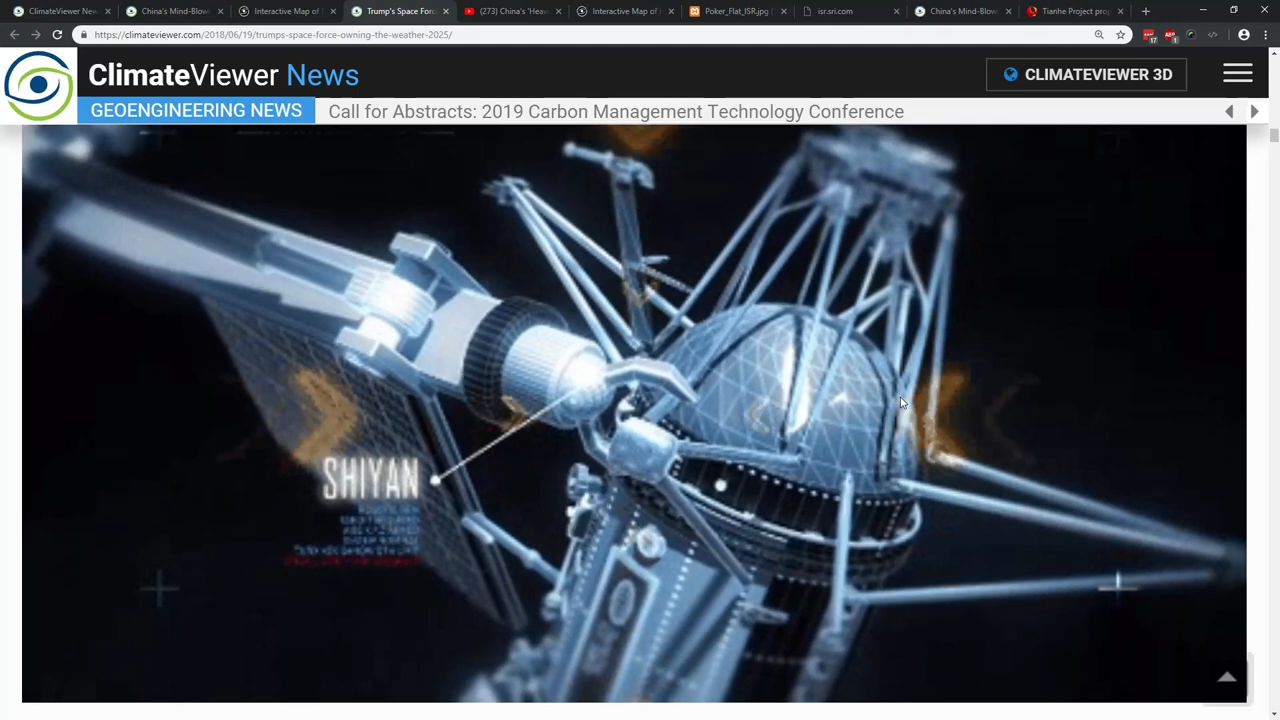 ClimateViewer New
China's Mind-Blow
Interactive Map of H
Trump's Space Forc
(273) China's 'Heav
Interactive Map of H
Poker_Flat_ISR.jpg (
isr.sri.com
China's Mind-Blow
Tianhe Project prop
https://climateviewer.com/2018/06/19/trumps-space-force-owning-the-weather-2025/
ClimateViewer News
CLIMATEVIEWER 3D
GEOENGINEERING NEWS
Call for Abstracts: 2019 Carbon Management Technology Conference
SHIYAN